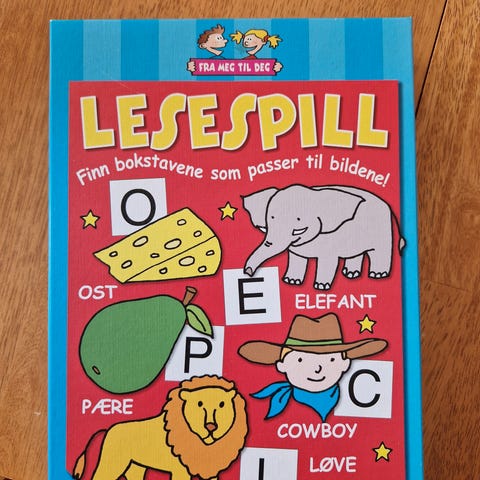 FRA MEG TIL DEG
LESESPILL
Finn bokstavene som passer til bildene!
O
OST
E
ELEFANT
P
PÆRE
C
COWBOY
LØVE